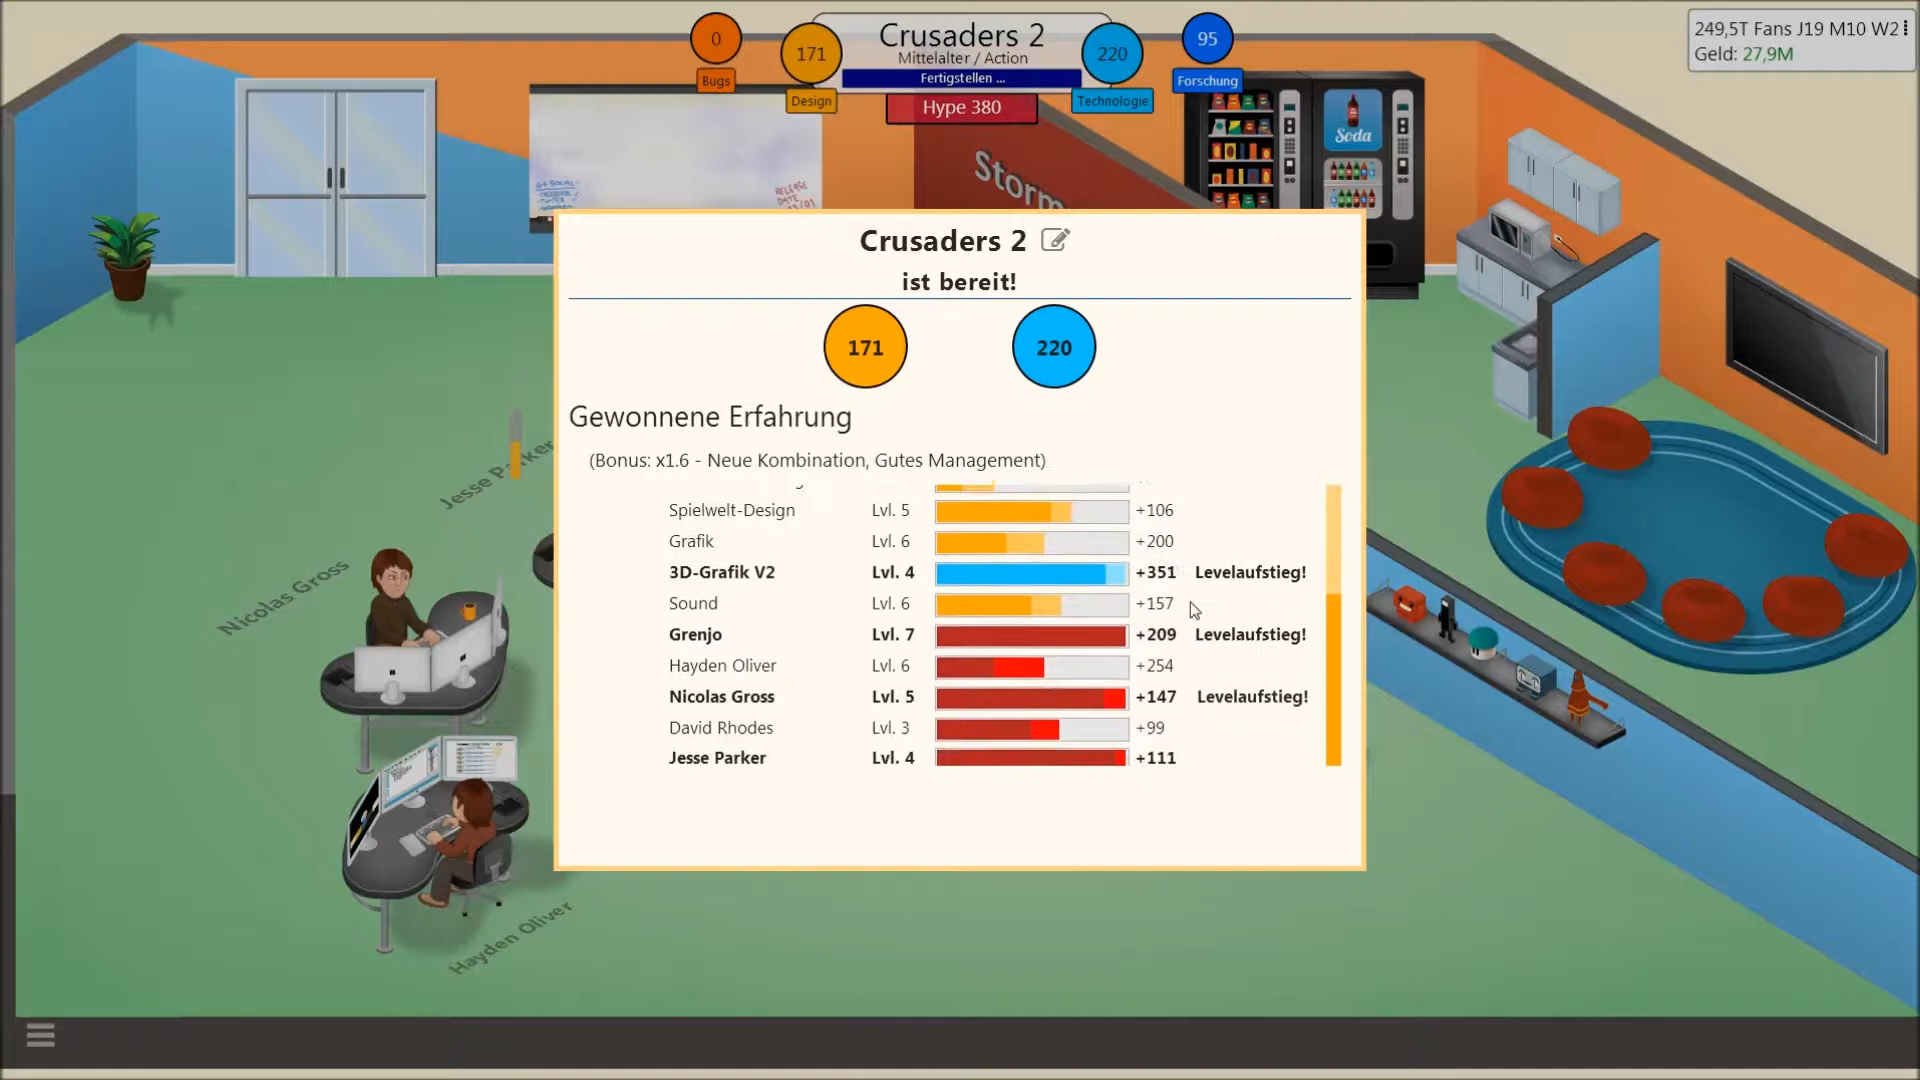 Crusaders 2
Mittelalter / Action
Fertigstellen ...
Hype 380
0
Bugs
171
Design
220
Technologie
95
Forschung
249,5T Fans J19 M10 W2
Geld: 27,9M
Soda
Storm
RELEASE
DATE
Jesse Parker
Nicolas Gross
Hayden Oliver
Crusaders 2
ist bereit!
171
220
Gewonnene Erfahrung
(Bonus: x1.6 - Neue Kombination, Gutes Management)
Spielwelt-Design Lvl. 5 +106
Grafik Lvl. 6 +200
3D-Grafik V2 Lvl. 4 +351 Levelaufstieg!
Sound Lvl. 6 +157
Grenjo Lvl. 7 +209 Levelaufstieg!
Hayden Oliver Lvl. 6 +254
Nicolas Gross Lvl. 5 +147 Levelaufstieg!
David Rhodes Lvl. 3 +99
Jesse Parker Lvl. 4 +111